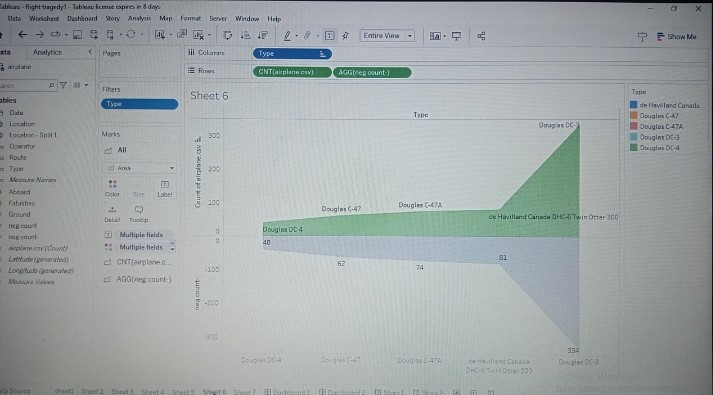 Tableau - flight tragedy1 - Tableau license expires in 8 days
Data Worksheet Dashboard Story Analysis Map Format Server Window Help
Entire View
Show Me
Analytics
airplane
Date
Location
Location - Split 1
Operator
Route
Type
Measure Names
Aboard
Fatalities
Ground
neg count
neg count-
airplane.csv (Count)
Latitude (generated)
Longitude (generated)
Measure Values
Pages
Filters
Type
Marks
All
Area
Color Size Label
Detail Tooltip
Multiple fields
Multiple fields
CNT(airplane.c...
AGG(neg count-)
Columns
Type
Rows
CNT(airplane.csv)
AGG(neg count-)
Sheet 6
Type
Count of airplane.csv
300
200
100
0
Douglas DC-4
Douglas C-47
Douglas C-47A
de Havilland Canada DHC-6 Twin Otter 300
Douglas DC-3
neg count-
0
-100
-200
-300
40
62
74
81
334
Douglas DC-4
Douglas C-47
Douglas C-47A
de Havilland Canada
DHC-6 Twin Otter 300
Douglas DC-3
Type
de Havilland Canada
Douglas C-47
Douglas C-47A
Douglas DC-3
Douglas DC-4
Data Source
Sheet 2
Sheet 3
Sheet 4
Sheet 5
Sheet 6
Sheet 7
Dashboard 1
Dashboard 2
Story 1
Story 2